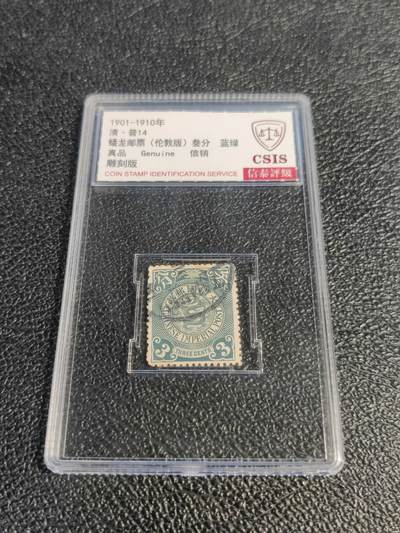 1901-1910年
清·普14
蟠龙邮票（伦敦版）叁分 蓝绿
真品 Genuine 信销
雕刻版
COIN STAMP IDENTIFICATION SERVICE
CSIS
信泰評級
IMPERIAL POST
3 THREE CENTS 3